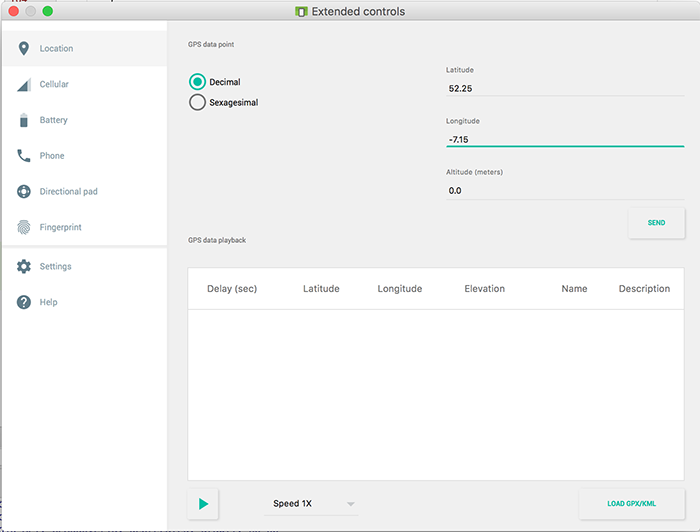 Extended controls
Location
Cellular
Battery
Phone
Directional pad
Fingerprint
Settings
Help
GPS data point
Decimal
Sexagesimal
Latitude
52.25
Longitude
-7.15
Altitude (meters)
0.0
SEND
GPS data playback
Delay (sec) Latitude Longitude Elevation Name Description
Speed 1X
LOAD GPX/KML